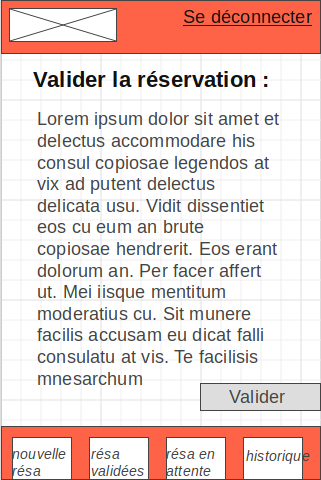 Se déconnecter
Valider la réservation :
Lorem ipsum dolor sit amet et
delectus accommodare his
consul copiosae legendos at
vix ad putent delectus
delicata usu. Vidit dissentiet
eos cu eum an brute
copiosae hendrerit. Eos erant
dolorum an. Per facer affert
ut. Mei iisque mentitum
moderatius cu. Sit munere
facilis accusam eu dicat falli
consulatu at vis. Te facilisis
mnesarchum
Valider
nouvelle
résa
résa
validées
résa en
attente
historique